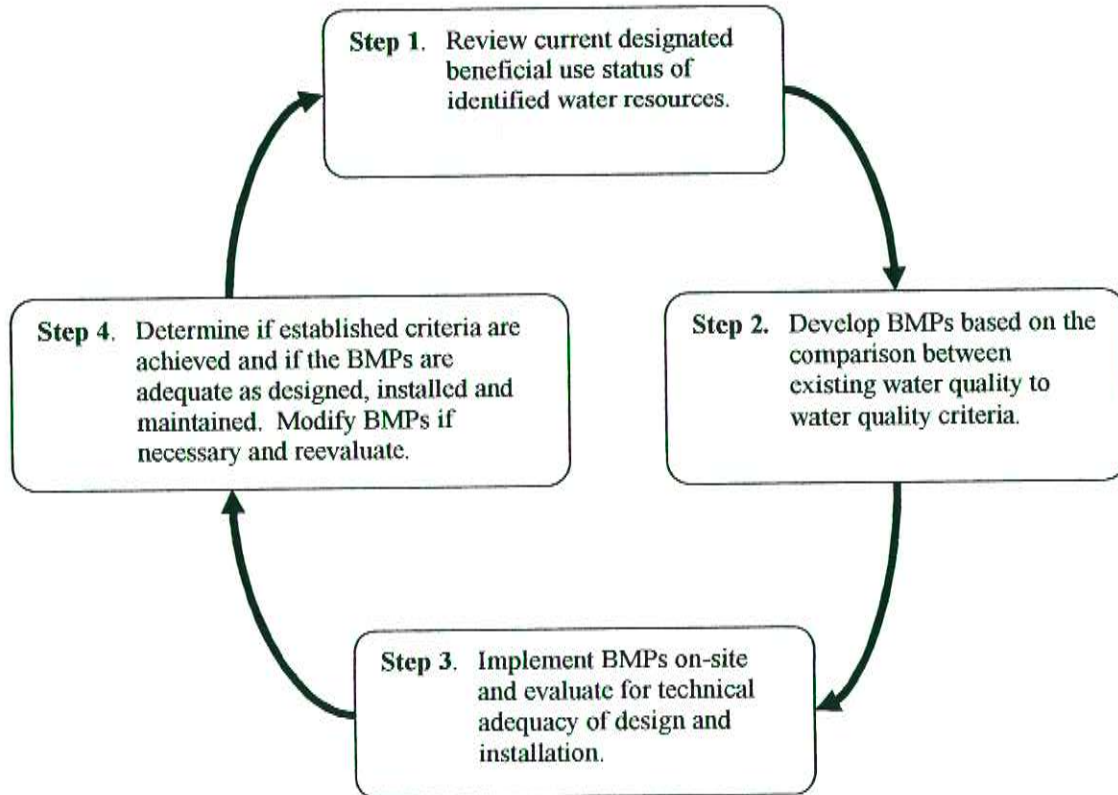 Step 1. Review current designated
beneficial use status of
identified water resources.
Step 2. Develop BMPs based on the
comparison between
existing water quality to
water quality criteria.
Step 3. Implement BMPs on-site
and evaluate for technical
adequacy of design and
installation.
Step 4. Determine if established criteria are
achieved and if the BMPs are
adequate as designed, installed and
maintained. Modify BMPs if
necessary and reevaluate.